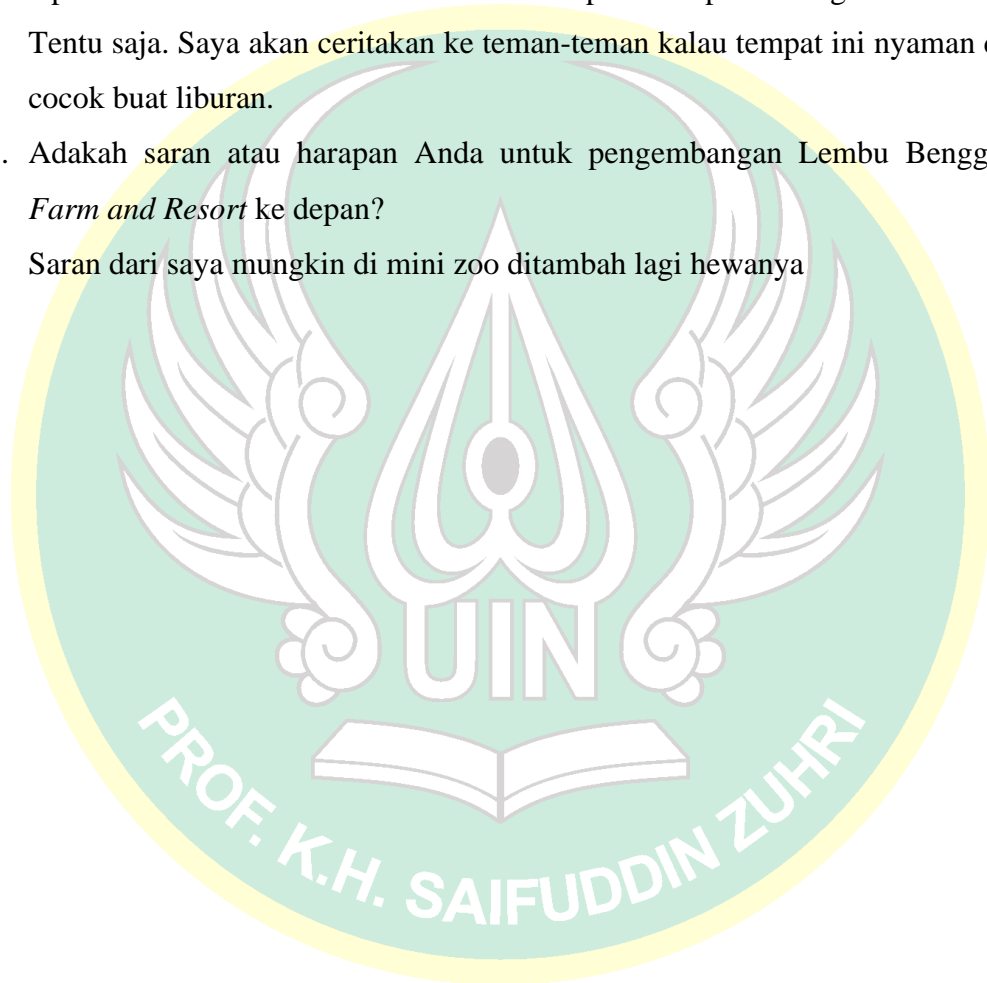 Tentu saja. Saya akan ceritakan ke teman-teman kalau tempat ini nyaman
cocok buat liburan.
. Adakah saran atau harapan Anda untuk pengembangan Lembu Bengg
Farm and Resort ke depan?
Saran dari saya mungkin di mini zoo ditambah lagi hewanya
UIN
PROF. K.H. SAIFUDDIN ZUHRI